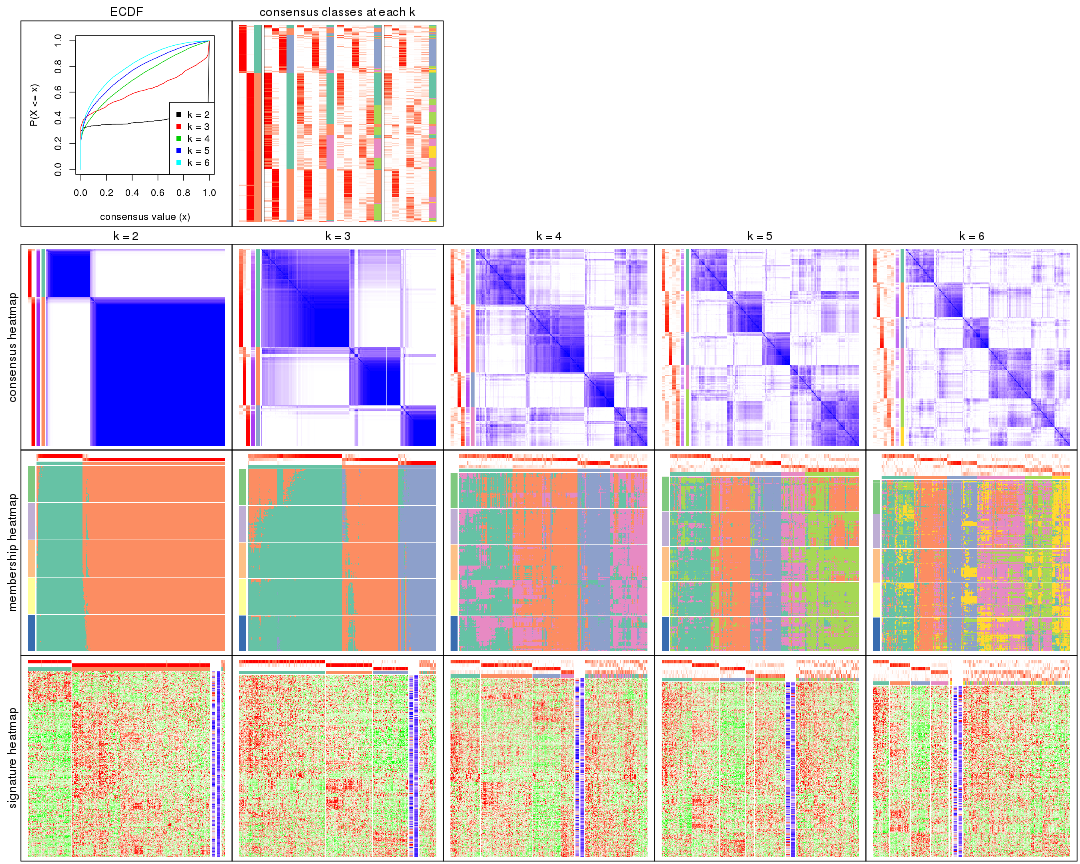 ECDF
consensus classes at each k
P(X <= x)
0.0 0.2 0.4 0.6 0.8 1.0
k = 2
k = 3
k = 4
k = 5
k = 6
0.0 0.2 0.4 0.6 0.8 1.0
consensus value (x)
k = 2 k = 3 k = 4 k = 5 k = 6
consensus heatmap
membership heatmap
signature heatmap